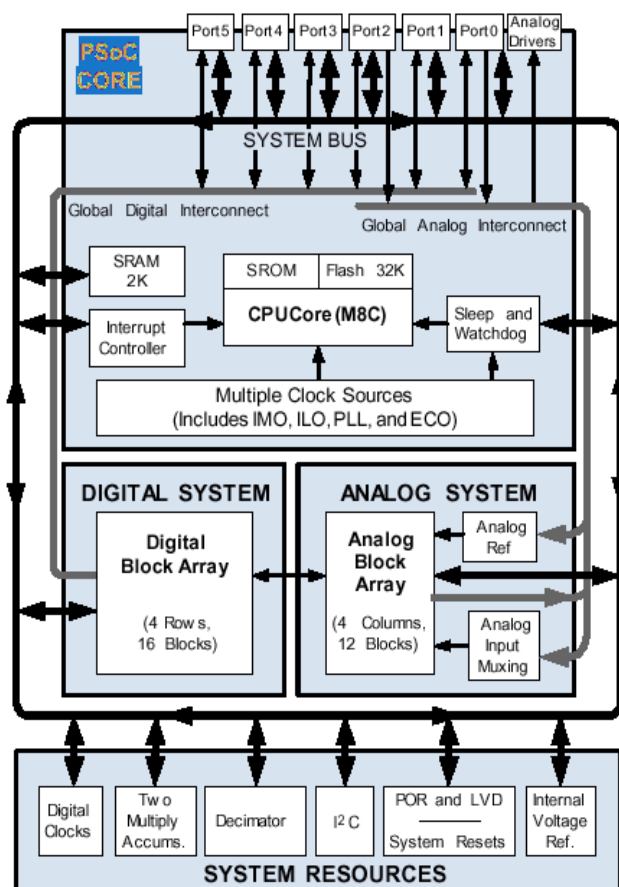 Port5 Port4 Port3 Port2 Port1 Port0 Analog
Drivers
PSoC
CORE
SYSTEM BUS
Global Digital Interconnect
Global Analog Interconnect
SRAM
2K
SROM Flash 32K
CPUCore (M8C)
Interrupt
Controller
Sleep and
Watchdog
Multiple Clock Sources
(Includes IMO, ILO, PLL, and ECO)
DIGITAL SYSTEM
Digital
Block Array
(4 Rows,
16 Blocks)
ANALOG SYSTEM
Analog
Block
Array
(4 Columns,
12 Blocks)
Analog
Ref
Analog
Input
Muxing
Digital
Clocks
Two
Multiply
Accums.
Decimator
I²C
POR and LVD
System Resets
Internal
Voltage
Ref.
SYSTEM RESOURCES